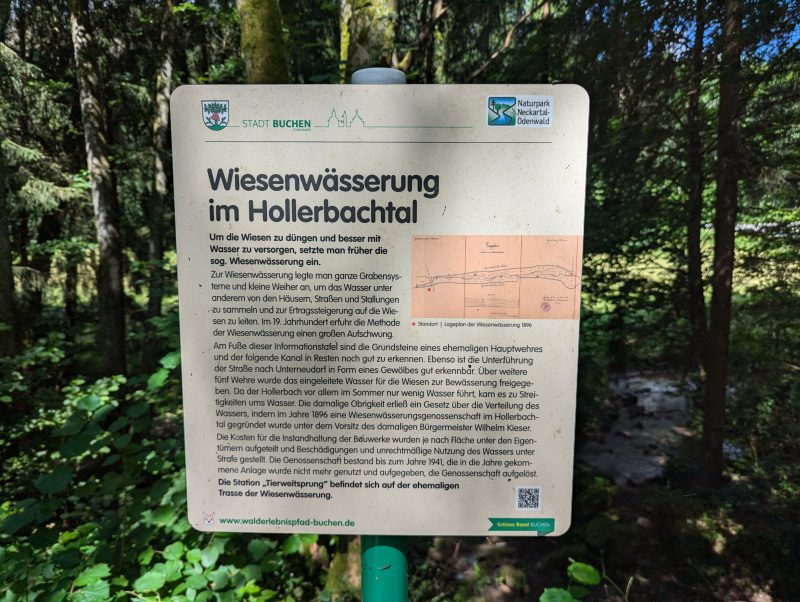 STADT BUCHEN
(Odenwald)
Naturpark
Neckartal-
Odenwald
Wiesenwässerung
im Hollerbachtal
Um die Wiesen zu düngen und besser mit
Wasser zu versorgen, setzte man früher die
sog. Wiesenwässerung ein.
Zur Wiesenwässerung legte man ganze Grabensys-
teme und kleine Weiher an, um das Wasser unter
anderem von den Häusern, Straßen und Stallungen
zu sammeln und zur Ertragssteigerung auf die Wie-
sen zu leiten. Im 19. Jahrhundert erfuhr die Methode
der Wiesenwässerung einen großen Aufschwung.
Standort | Lageplan der Wiesenwässerung 1896
Am Fuße dieser Informationstafel sind die Grundsteine eines ehemaligen Hauptwehres
und der folgende Kanal in Resten noch gut zu erkennen. Ebenso ist die Unterführung
der Straße nach Unterneudorf in Form eines Gewölbes gut erkennbar. Über weitere
fünf Wehre wurde das eingeleitete Wasser für die Wiesen zur Bewässerung freigege-
ben. Da der Hollerbach vor allem im Sommer nur wenig Wasser führt, kam es zu Strei-
tigkeiten ums Wasser. Die damalige Obrigkeit erließ ein Gesetz über die Verteilung des
Wassers, indem im Jahre 1896 eine Wiesenwässerungsgenossenschaft im Hollerbach-
tal gegründet wurde unter dem Vorsitz des damaligen Bürgermeister Wilhelm Kieser.
Die Kosten für die Instandhaltung der Bauwerke wurden je nach Fläche unter den Eigen-
tümern aufgeteilt und Beschädigungen und unrechtmäßige Nutzung des Wassers unter
Strafe gestellt. Die Genossenschaft bestand bis zum Jahre 1941, die in die Jahre gekom-
mene Anlage wurde nicht mehr genutzt und aufgegeben, die Genossenschaft aufgelöst.
Die Station „Tierweitsprung" befindet sich auf der ehemaligen
Trasse der Wiesenwässerung.
www.walderlebnispfad-buchen.de
Grünes Band BUCHEN